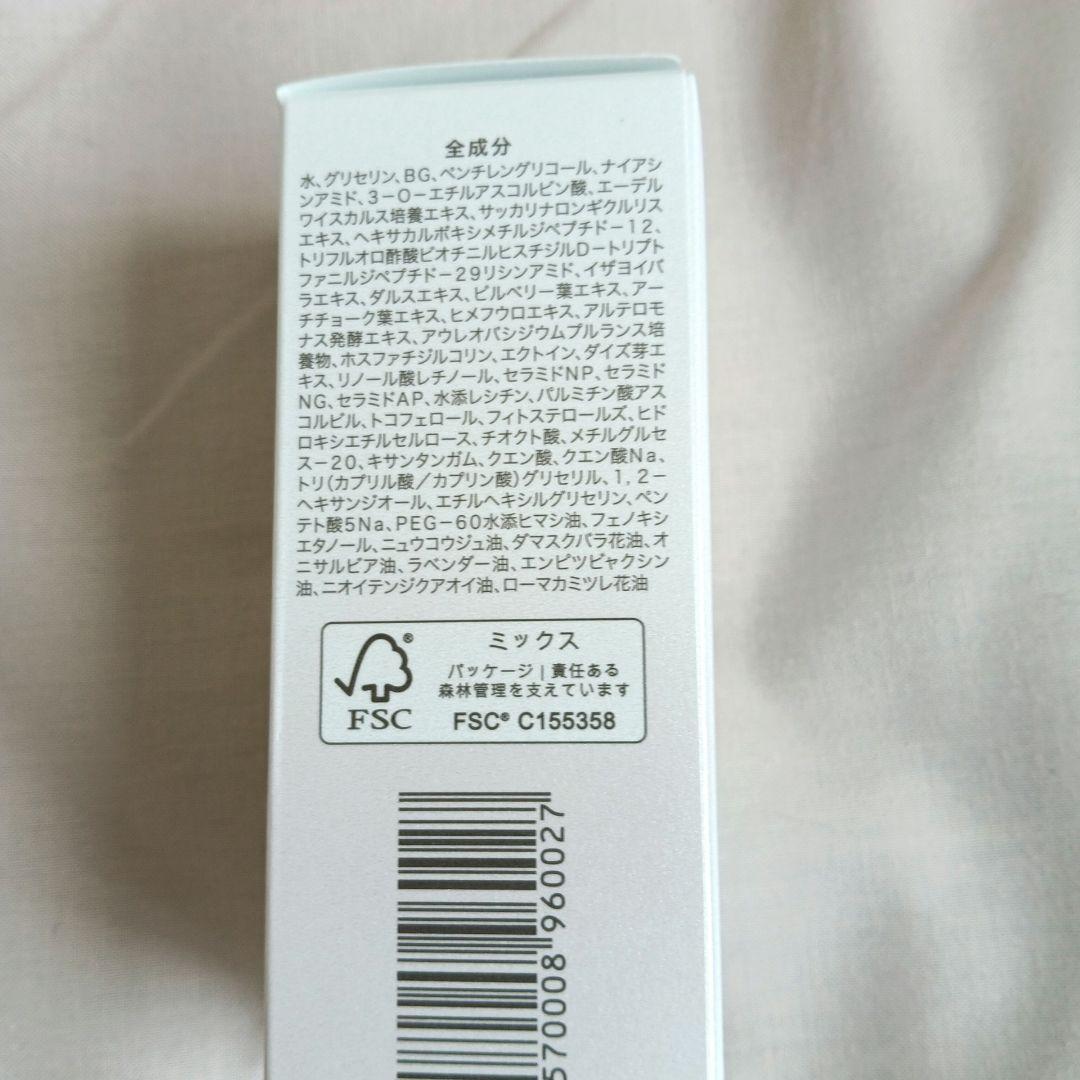 全成分
水、グリセリン、BG、ペンチレングリコール、ナイアシ
ンアミド、3－O－エチルアスコルビン酸、エーデル
ワイスカルス培養エキス、サッカリナロンギクルリス
エキス、ヘキサカルボキシメチルジペプチド－12、
トリフルオロ酢酸ビオチニルヒスチジルD－トリプト
ファニルジペプチド－29リシンアミド、イザヨイバ
ラエキス、ダルスエキス、ビルベリー葉エキス、アー
チチョーク葉エキス、ヒメフウロエキス、アルテロモ
ナス発酵エキス、アウレオバシジウムプルランス培
養物、ホスファチジルコリン、エクトイン、ダイズ芽エ
キス、リノール酸レチノール、セラミドNP、セラミド
NG、セラミドAP、水添レシチン、パルミチン酸アス
コルビル、トコフェロール、フィトステロールズ、ヒド
ロキシエチルセルロース、チオクト酸、メチルグルセ
ス－20、キサンタンガム、クエン酸、クエン酸Na、
トリ(カプリル酸／カプリン酸)グリセリル、1，2－
ヘキサンジオール、エチルヘキシルグリセリン、ペン
テト酸5Na、PEG－60水添ヒマシ油、フェノキシ
エタノール、ニュウコウジュ油、ダマスクバラ花油、オ
ニサルビア油、ラベンダー油、エンピツビャクシン
油、ニオイテンジクアオイ油、ローマカミツレ花油
ミックス
パッケージ | 責任ある
森林管理を支えています
FSC® C155358
®
FSC
570008 960027